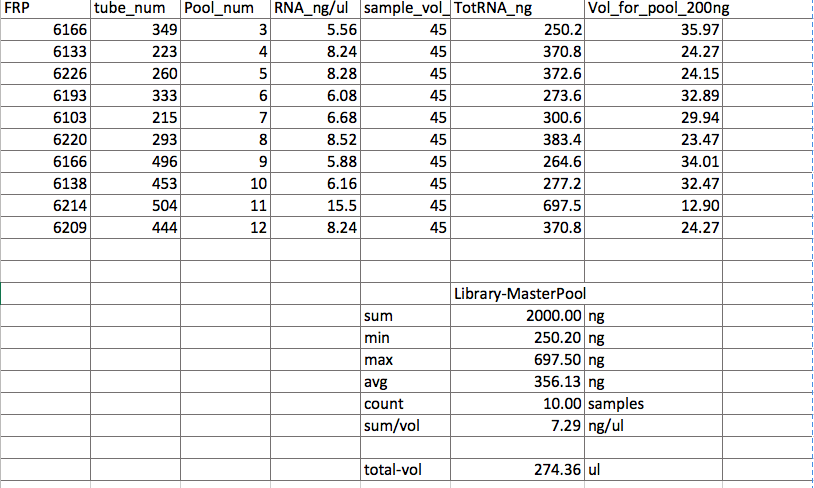 FRP tube_num Pool_num RNA_ng/ul sample_vol_ TotRNA_ng Vol_for_pool_200ng
6166 349 3 5.56 45 250.2 35.97
6133 223 4 8.24 45 370.8 24.27
6226 260 5 8.28 45 372.6 24.15
6193 333 6 6.08 45 273.6 32.89
6103 215 7 6.68 45 300.6 29.94
6220 293 8 8.52 45 383.4 23.47
6166 496 9 5.88 45 264.6 34.01
6138 453 10 6.16 45 277.2 32.47
6214 504 11 15.5 45 697.5 12.90
6209 444 12 8.24 45 370.8 24.27
Library-MasterPool
sum 2000.00 ng
min 250.20 ng
max 697.50 ng
avg 356.13 ng
count 10.00 samples
sum/vol 7.29 ng/ul
total-vol 274.36 ul